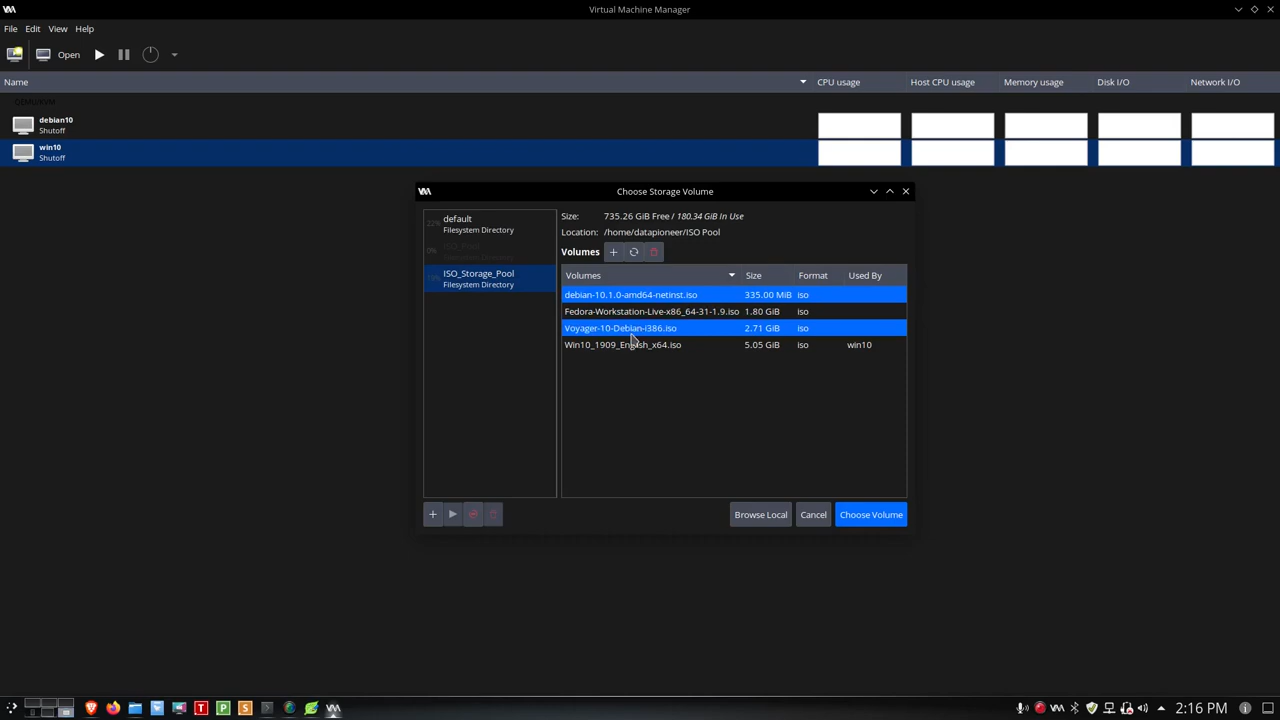 Virtual Machine Manager
File Edit View Help
Open
Name CPU usage Host CPU usage Memory usage Disk I/O Network I/O
QEMU/KVM
debian10
Shutoff
win10
Shutoff
Choose Storage Volume
22% default
Filesystem Directory
0% ISO_Pool
Filesystem Directory
ISO_Storage_Pool
Filesystem Directory
Size: 735.26 GiB Free / 180.34 GiB In Use
Location: /home/datapioneer/ISO Pool
Volumes
Volumes Size Format Used By
debian-10.1.0-amd64-netinst.iso 335.00 MiB iso
Fedora-Workstation-Live-x86_64-31-1.9.iso 1.80 GiB iso
Voyager-10-Debian-i386.iso 2.71 GiB iso
Win10_1909_English_x64.iso 5.05 GiB iso win10
Browse Local Cancel Choose Volume
T P S 2:16 PM